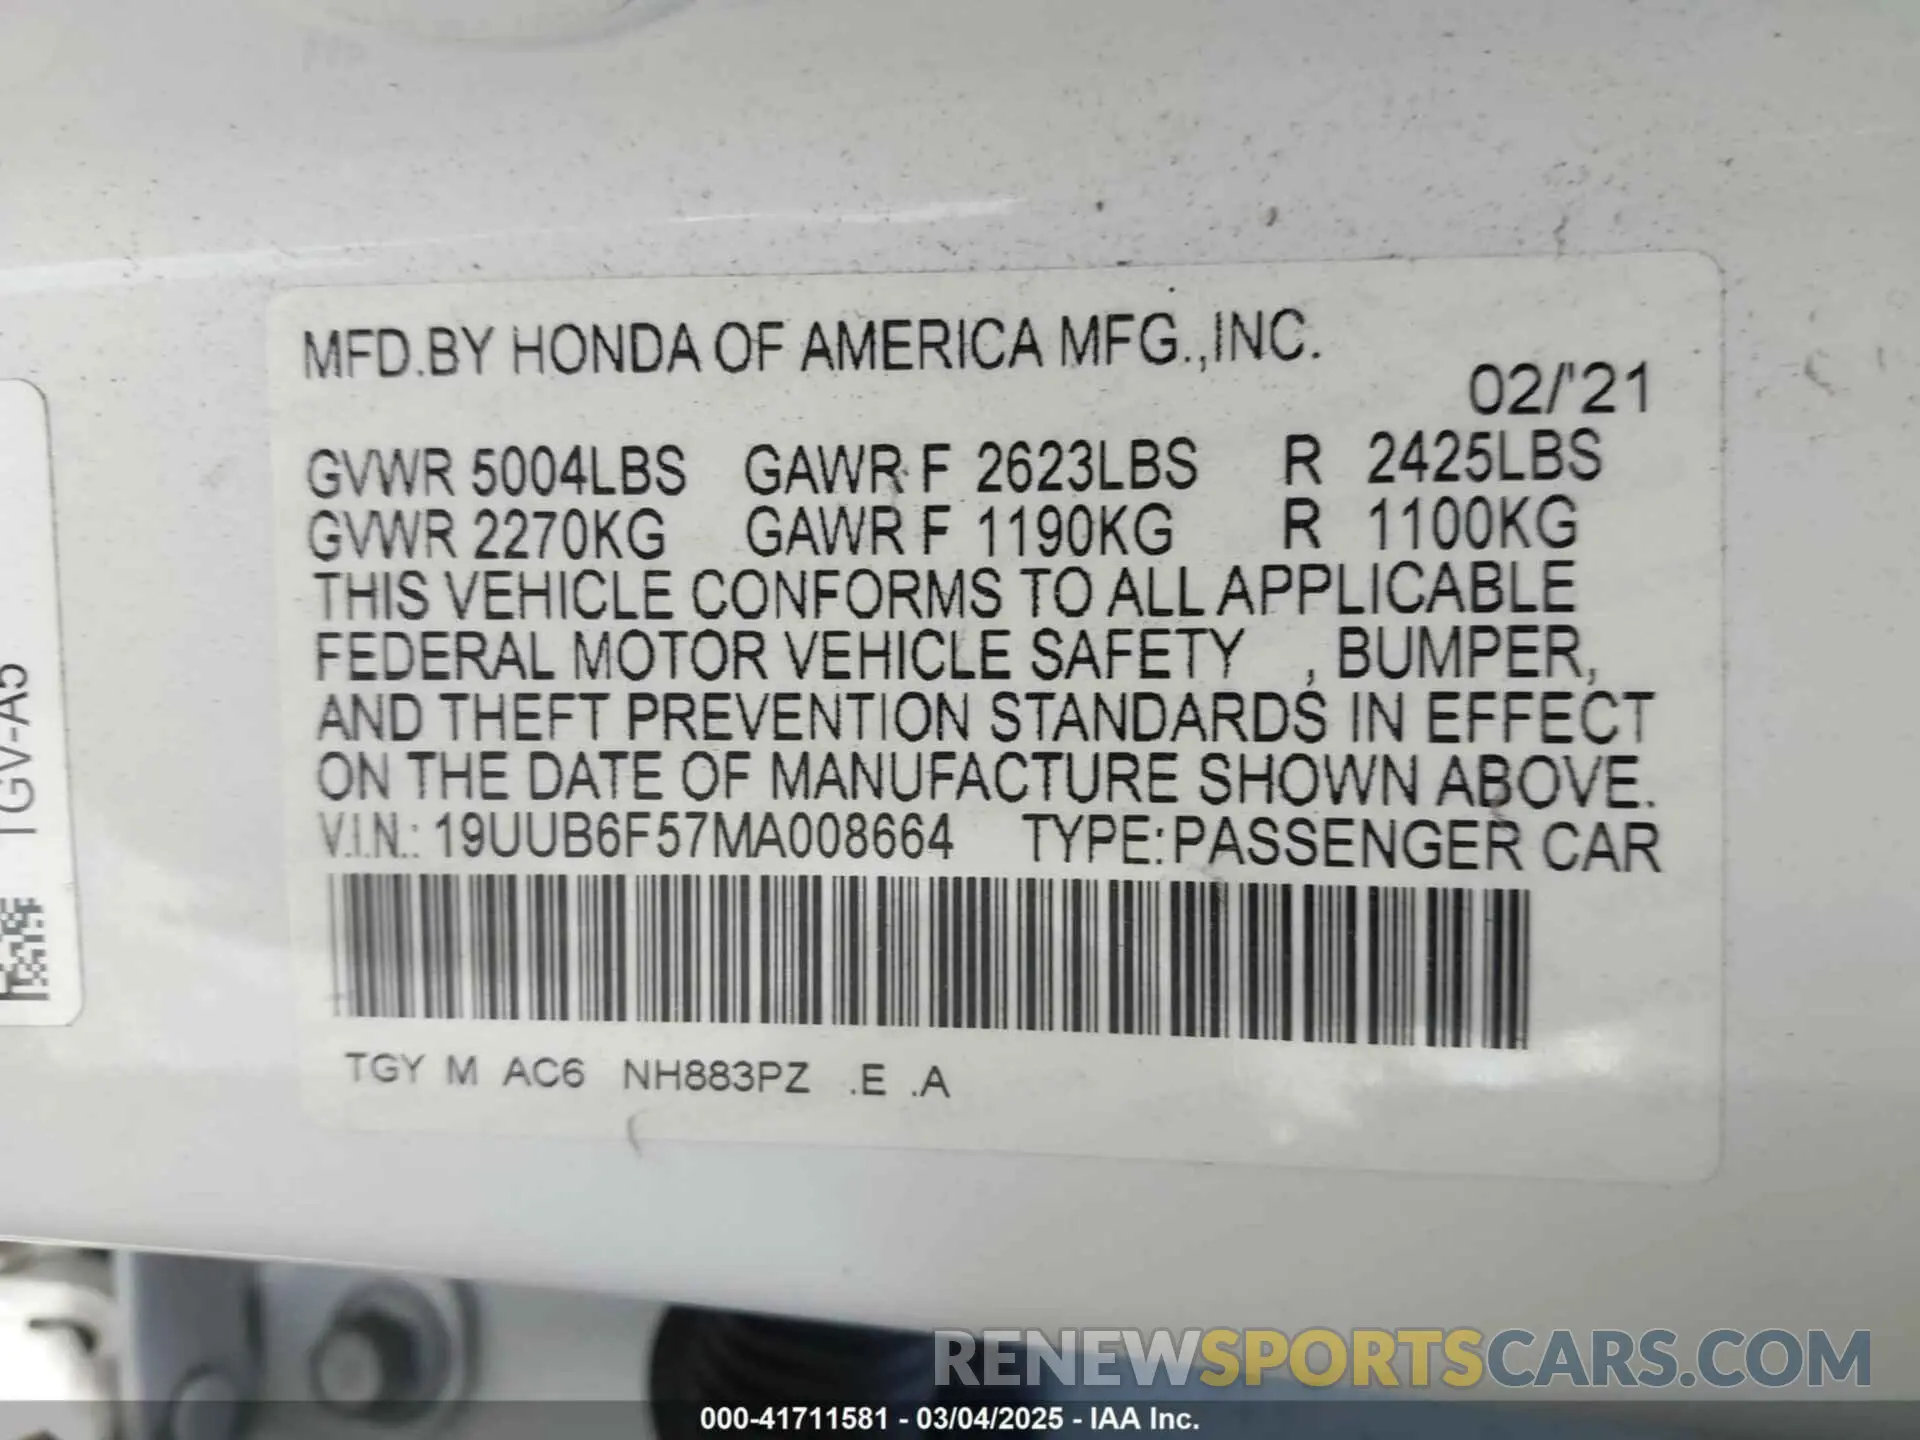 MFD.BY HONDA OF AMERICA MFG.,INC.
02/'21
GVWR 5004LBS GAWR F 2623LBS R 2425LBS
GVWR 2270KG GAWR F 1190KG R 1100KG
THIS VEHICLE CONFORMS TO ALL APPLICABLE
FEDERAL MOTOR VEHICLE SAFETY , BUMPER,
AND THEFT PREVENTION STANDARDS IN EFFECT
ON THE DATE OF MANUFACTURE SHOWN ABOVE.
V.I.N.: 19UUB6F57MA008664 TYPE:PASSENGER CAR
TGY M AC6 NH883PZ .E .A
TGV-A5
RENEWSPORTSCARS.COM
000-41711581 - 03/04/2025 - IAA Inc.